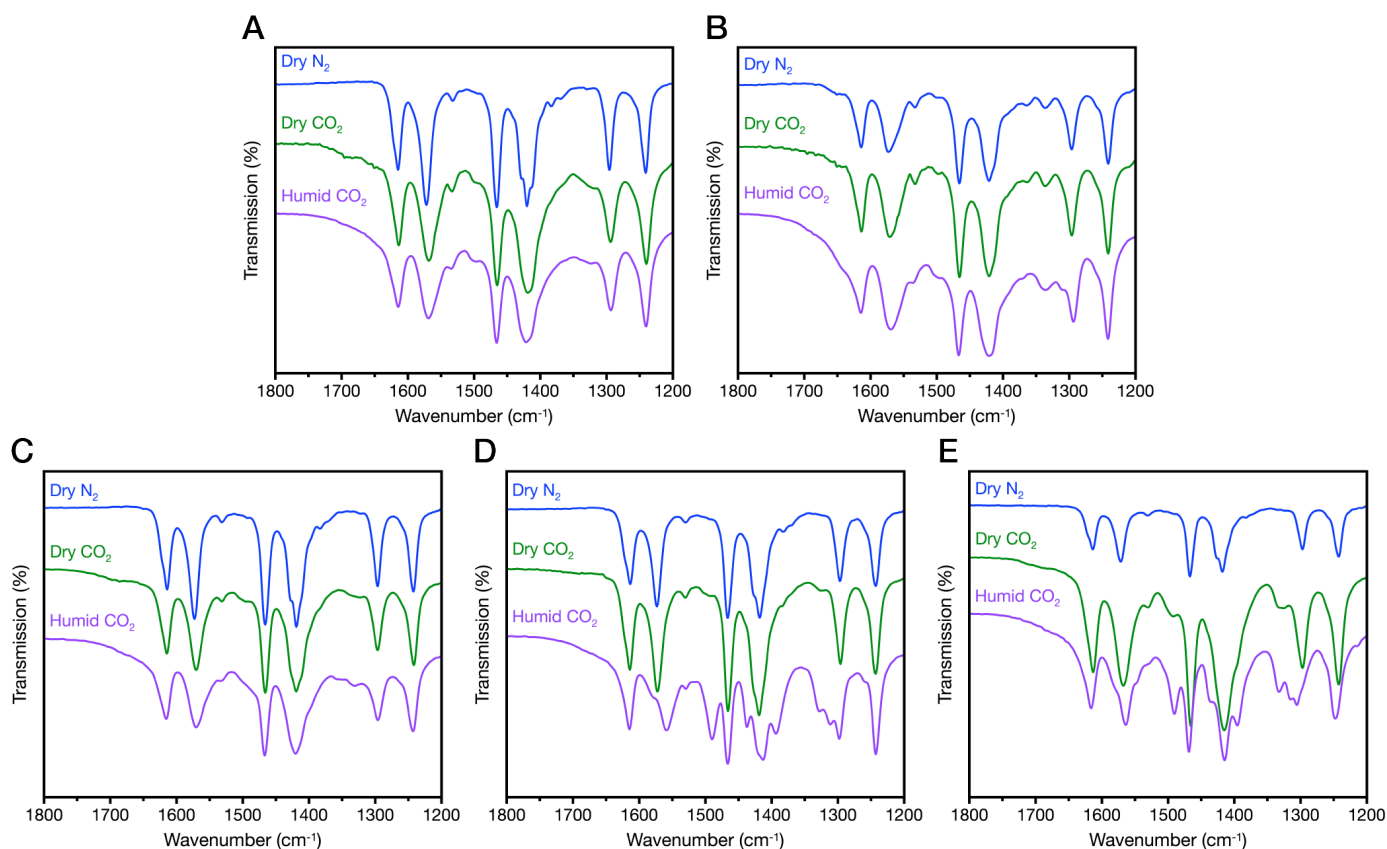 A
Dry N₂
Dry CO₂
Humid CO₂
Transmission (%)
1800 1700 1600 1500 1400 1300 1200
Wavenumber (cm⁻¹)
B
Dry N₂
Dry CO₂
Humid CO₂
Transmission (%)
1800 1700 1600 1500 1400 1300 1200
Wavenumber (cm⁻¹)
C
Dry N₂
Dry CO₂
Humid CO₂
Transmission (%)
1800 1700 1600 1500 1400 1300 1200
Wavenumber (cm⁻¹)
D
Dry N₂
Dry CO₂
Humid CO₂
Transmission (%)
1800 1700 1600 1500 1400 1300 1200
Wavenumber (cm⁻¹)
E
Dry N₂
Dry CO₂
Humid CO₂
Transmission (%)
1800 1700 1600 1500 1400 1300 1200
Wavenumber (cm⁻¹)